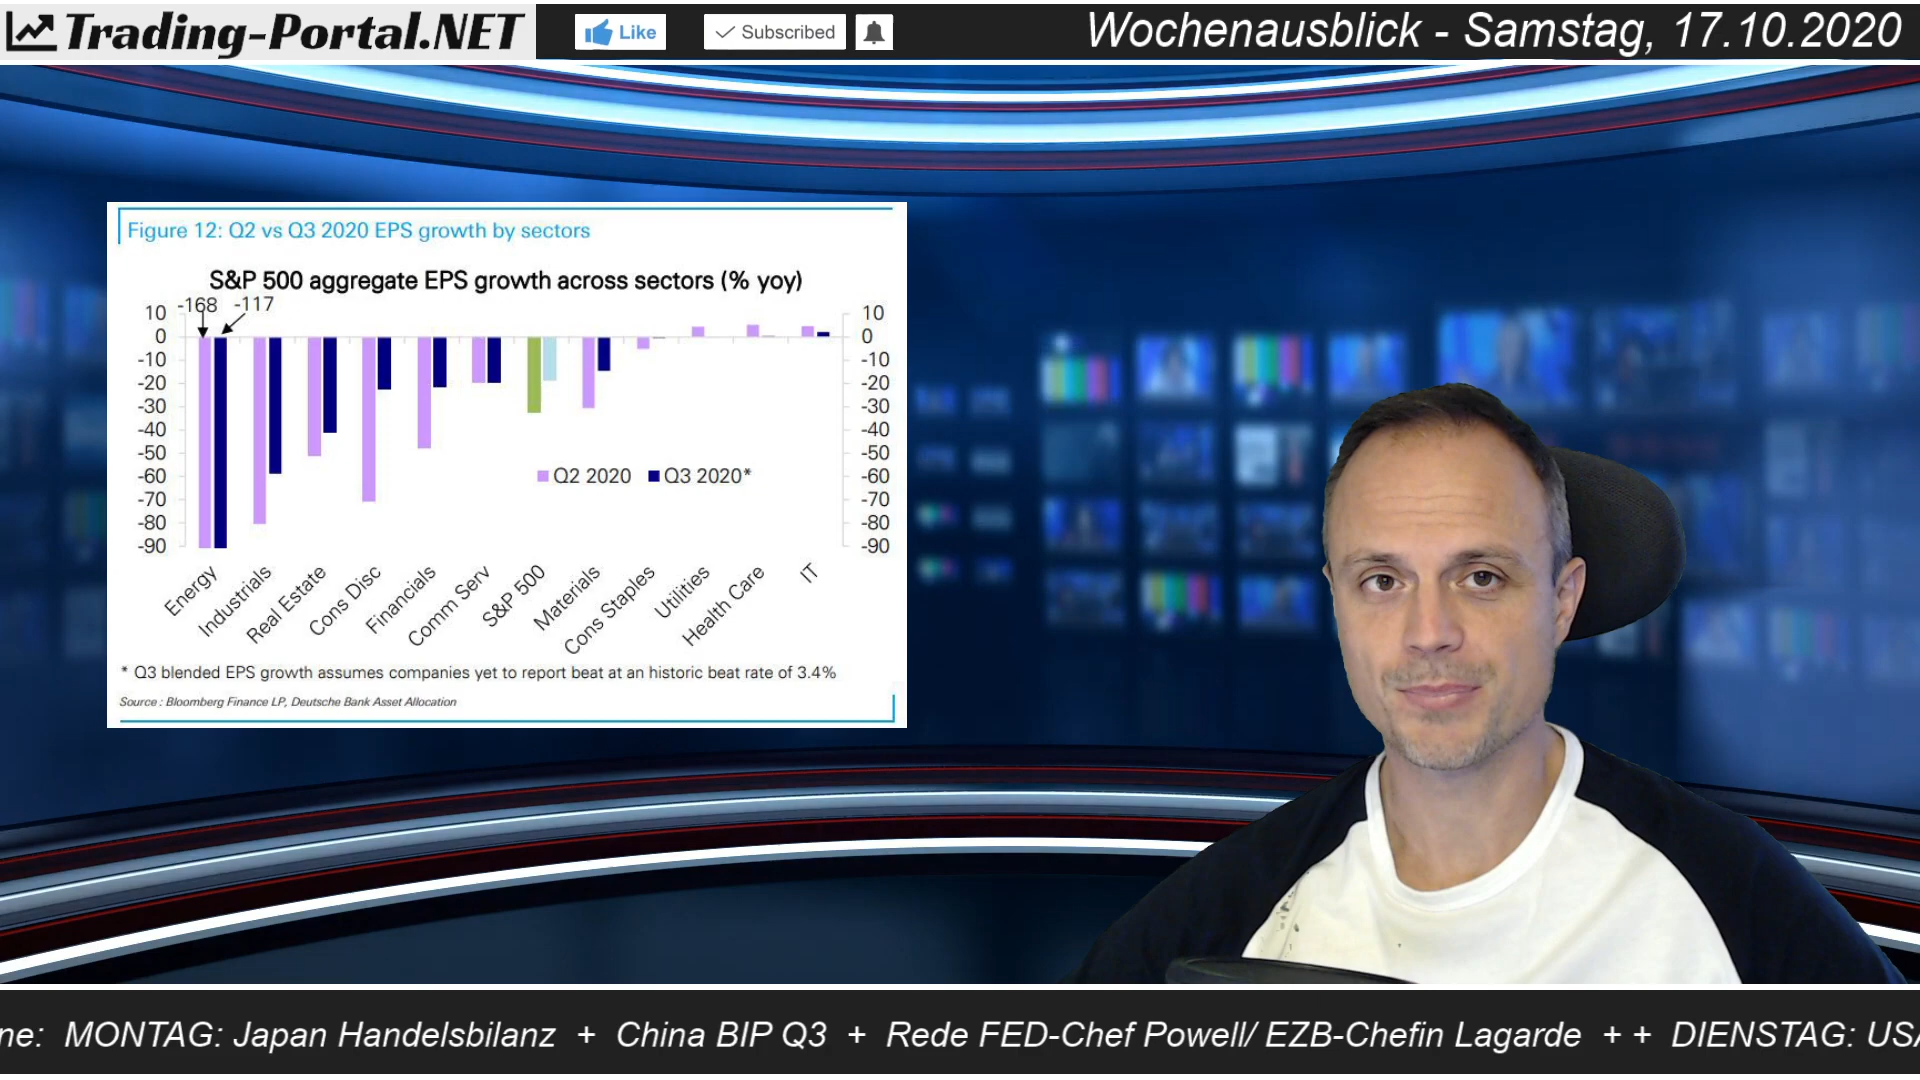 Trading-Portal.NET
Like
Subscribed
Wochenausblick - Samstag, 17.10.2020
Figure 12: Q2 vs Q3 2020 EPS growth by sectors
S&P 500 aggregate EPS growth across sectors (% yoy)
-168 -117
10 10
0 0
-10 -10
-20 -20
-30 -30
-40 -40
-50 -50
-60 -60
-70 -70
-80 -80
-90 -90
Q2 2020 Q3 2020*
Energy
Industrials
Real Estate
Cons Disc
Financials
Comm Serv
S&P 500
Materials
Cons Staples
Utilities
Health Care
IT
* Q3 blended EPS growth assumes companies yet to report beat at an historic beat rate of 3.4%
Source : Bloomberg Finance LP, Deutsche Bank Asset Allocation
ne: MONTAG: Japan Handelsbilanz + China BIP Q3 + Rede FED-Chef Powell/ EZB-Chefin Lagarde + + DIENSTAG: USA